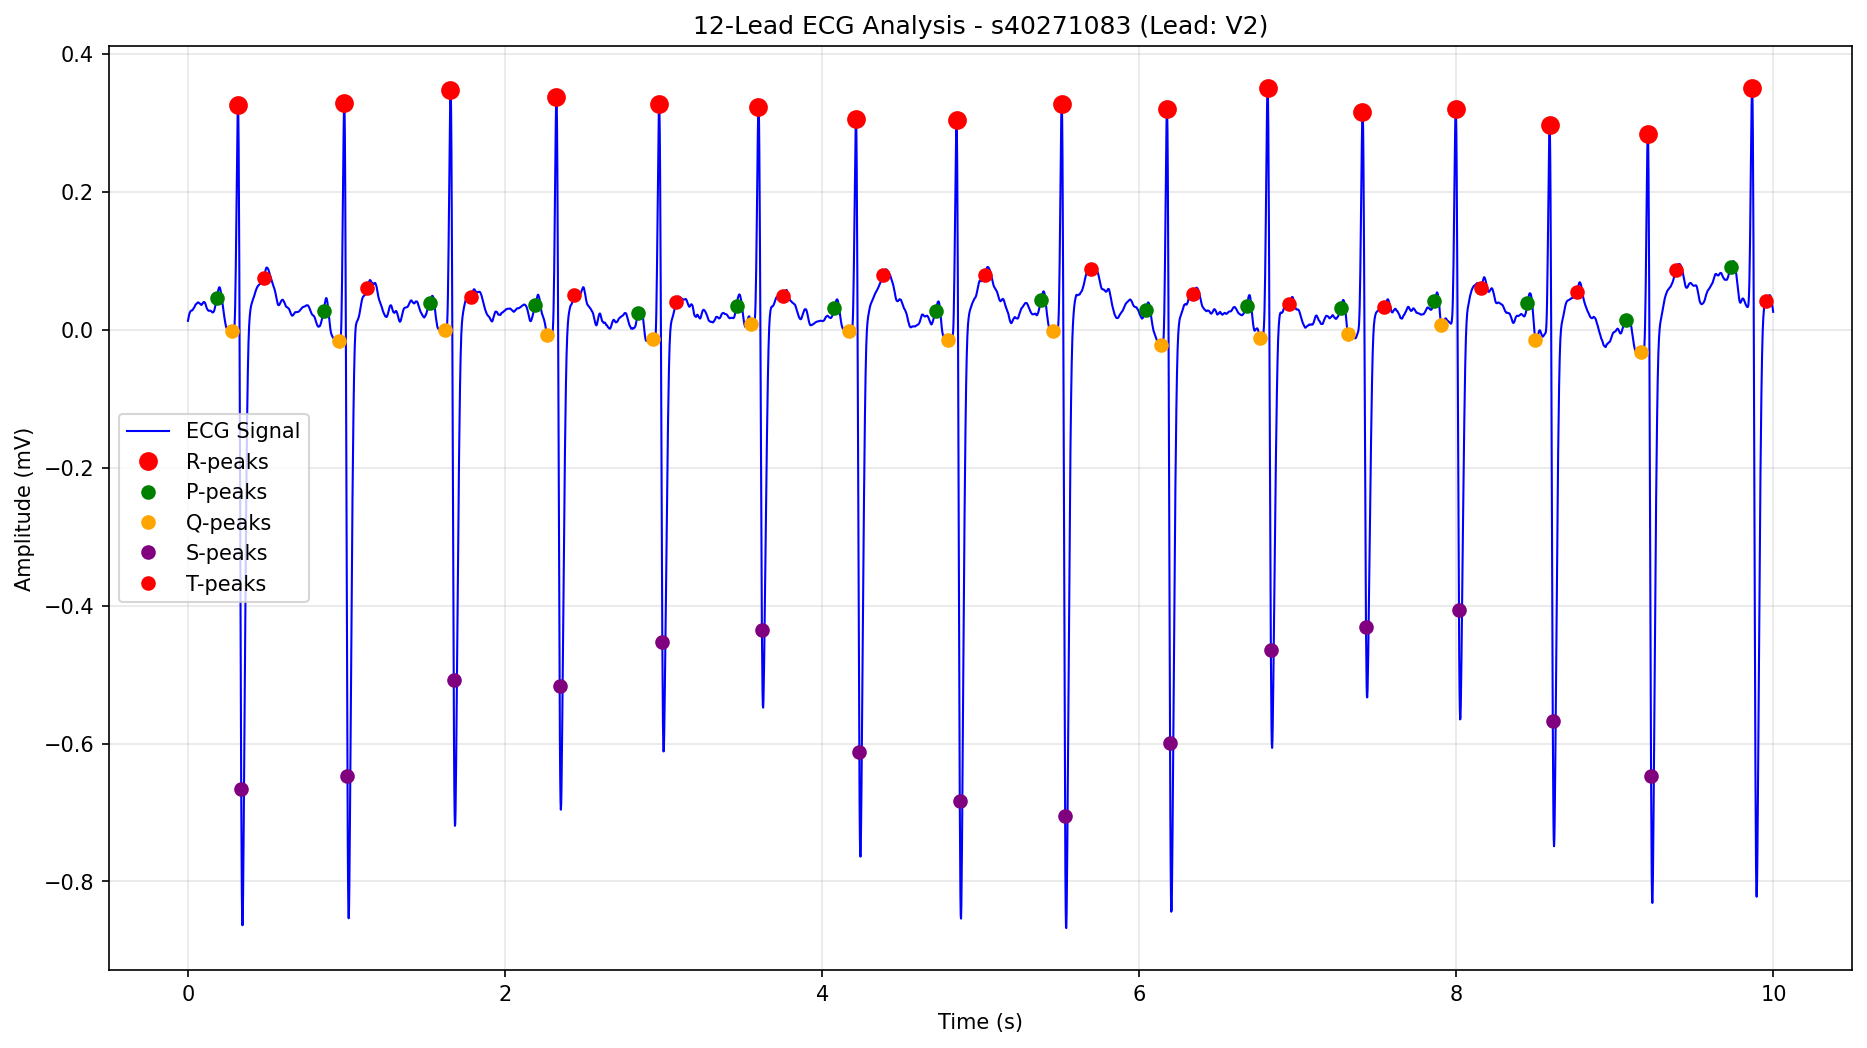 12-Lead ECG Analysis - s40271083 (Lead: V2)
0.4
0.2
0.0
−0.2
−0.4
−0.6
−0.8
Amplitude (mV)
ECG Signal
R-peaks
P-peaks
Q-peaks
S-peaks
T-peaks
0 2 4 6 8 10
Time (s)